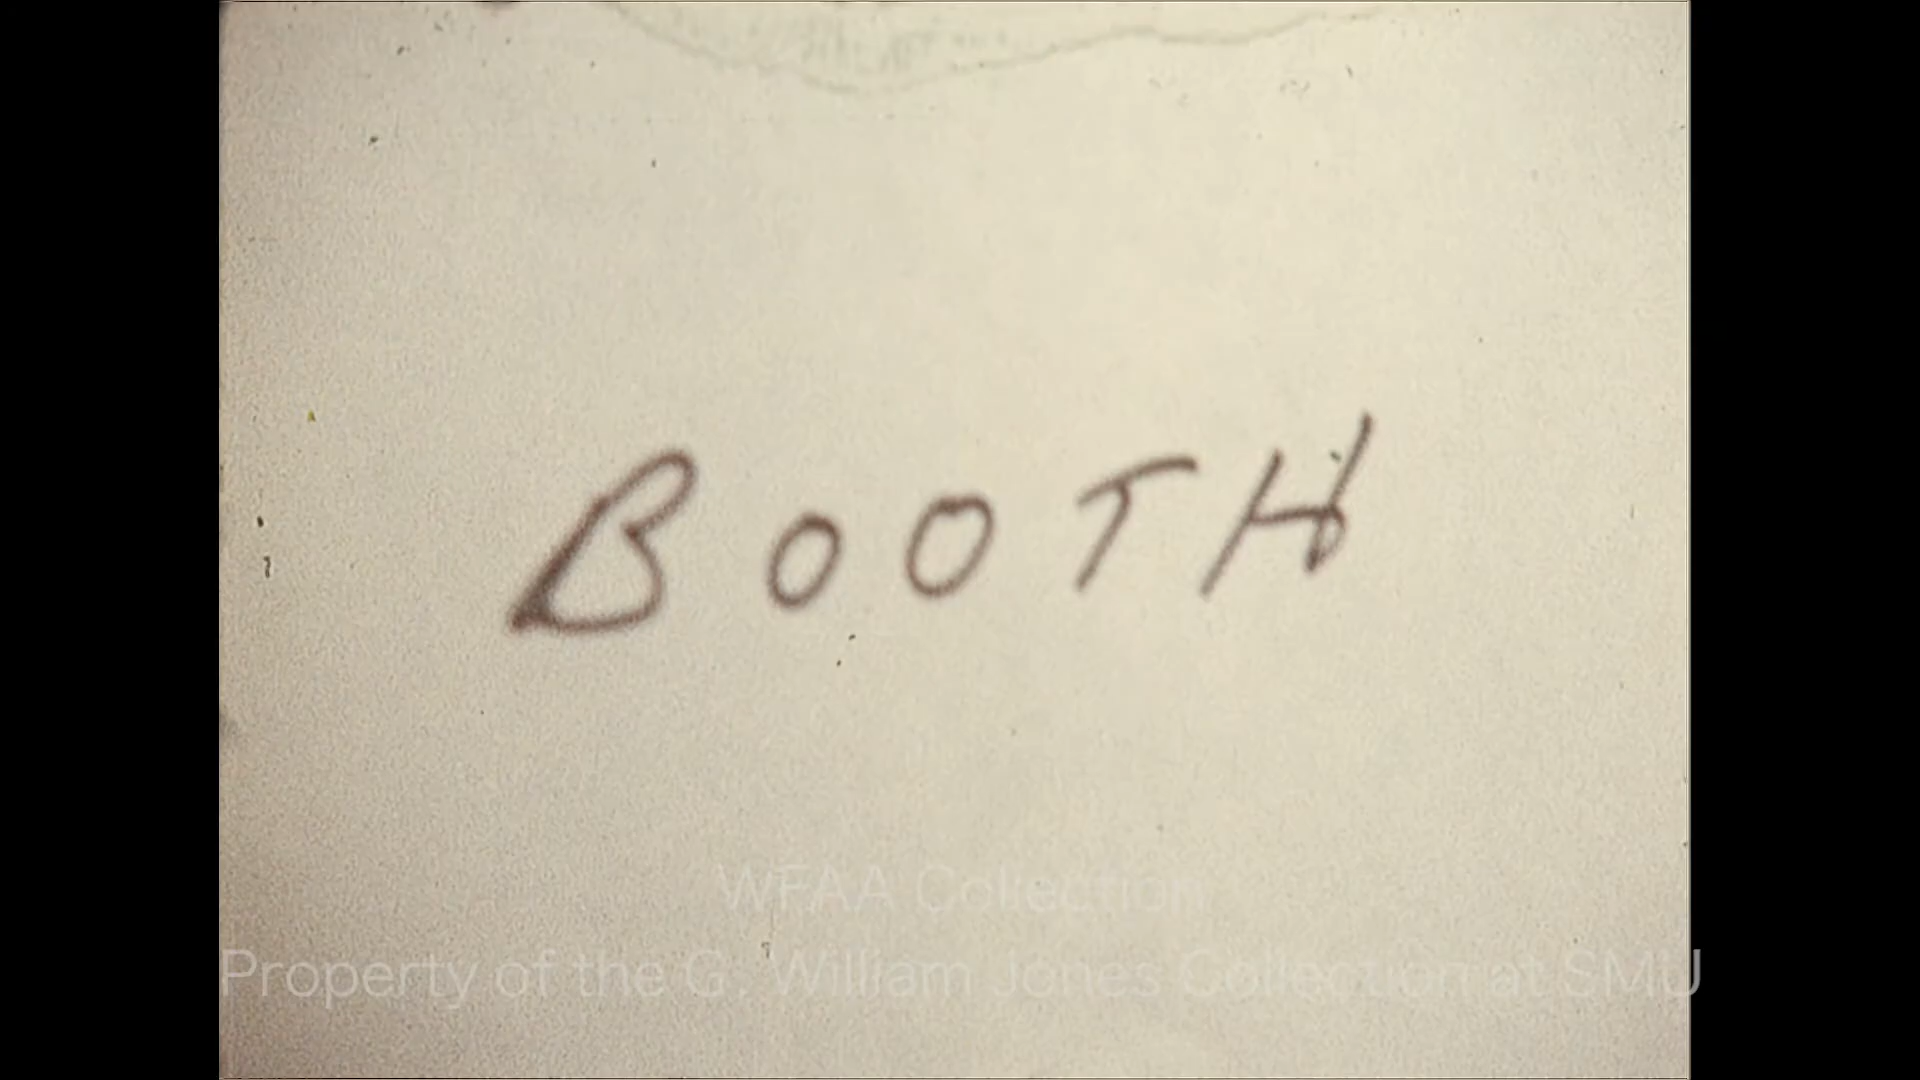 BOOTH
WFAA Collection
Property of the G. William Jones Collection at SMU